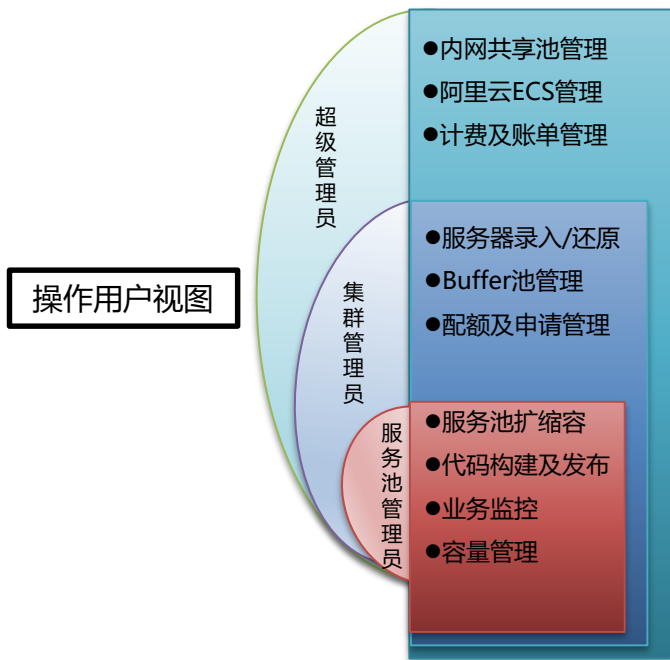 操作用户视图
超级管理员
●内网共享池管理
●阿里云ECS管理
●计费及账单管理
集群管理员
●服务器录入/还原
●Buffer池管理
●配额及申请管理
服务池管理员
●服务池扩缩容
●代码构建及发布
●业务监控
●容量管理